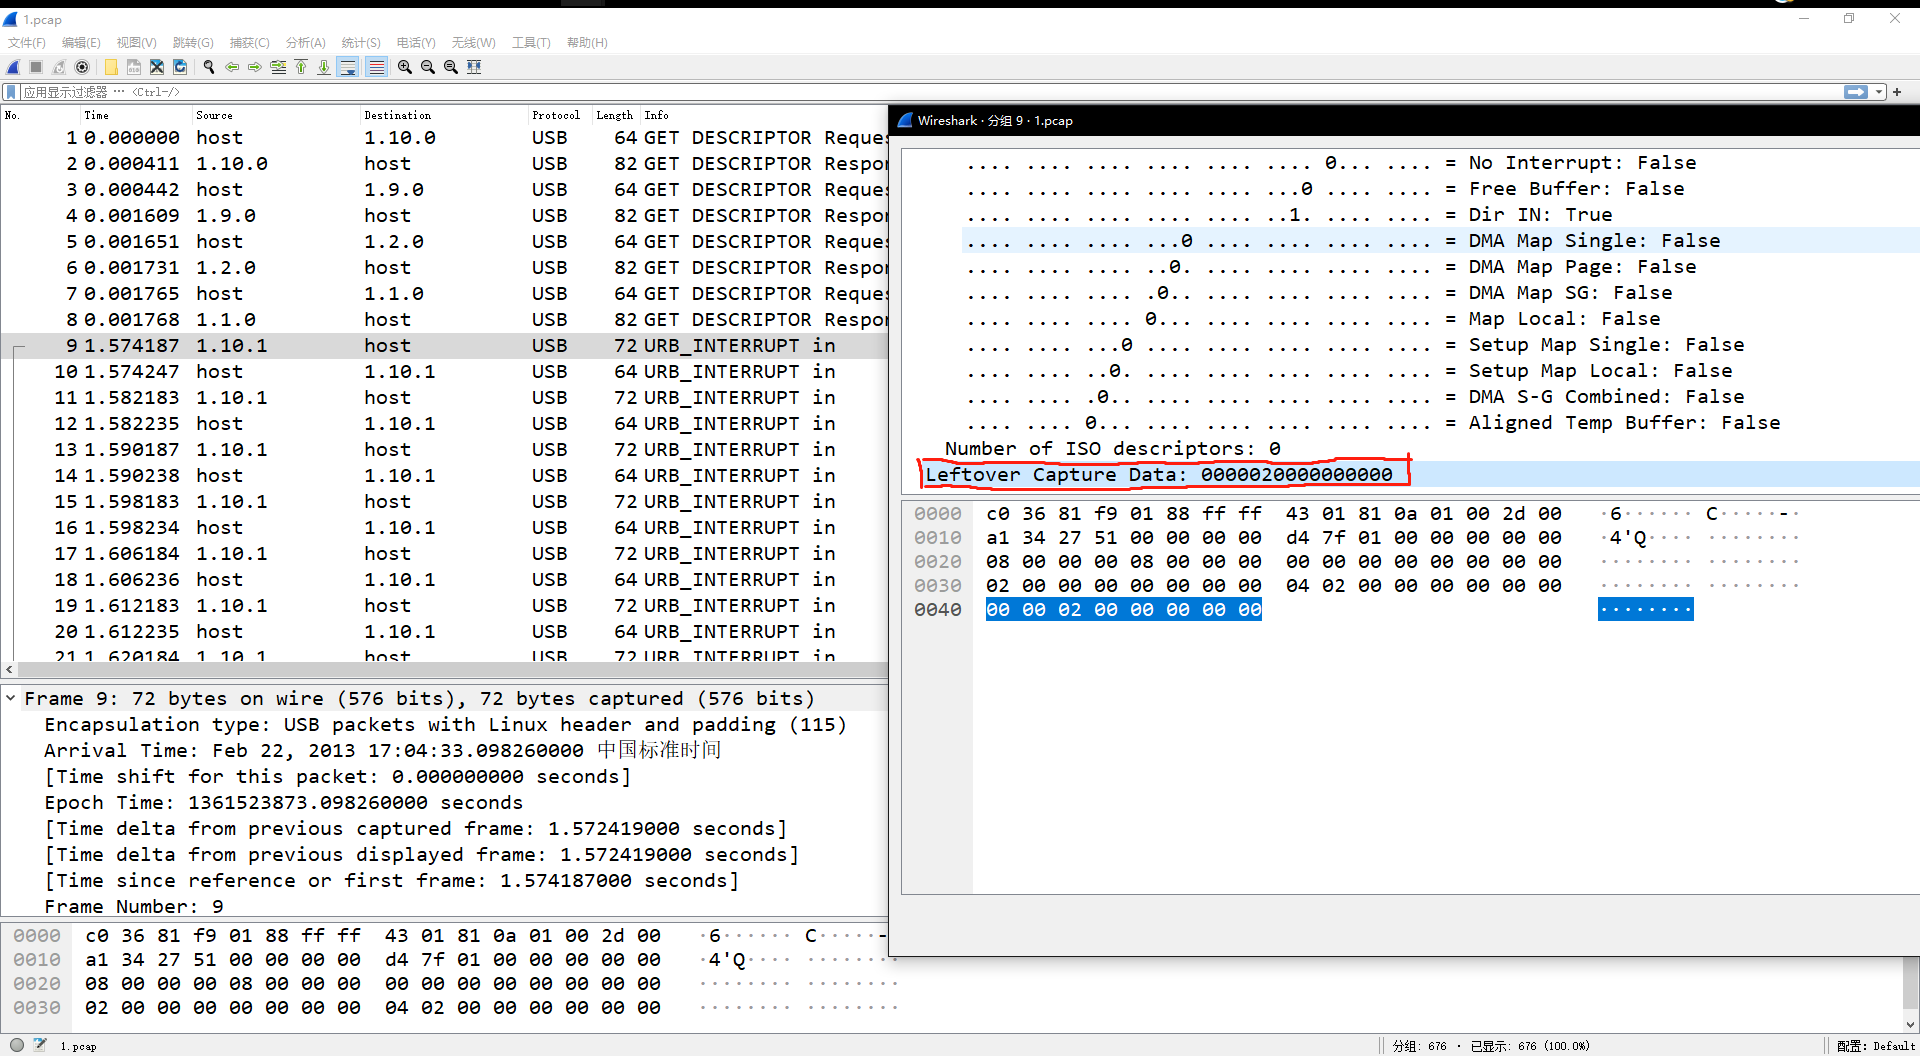 1.pcap
文件(F) 编辑(E) 视图(V) 跳转(G) 捕获(C) 分析(A) 统计(S) 电话(Y) 无线(W) 工具(T) 帮助(H)
应用显示过滤器 … <Ctrl-/>
No. Time Source Destination Protocol Length Info
1 0.000000 host 1.10.0 USB 64 GET DESCRIPTOR Reques
2 0.000411 1.10.0 host USB 82 GET DESCRIPTOR Respor
3 0.000442 host 1.9.0 USB 64 GET DESCRIPTOR Reques
4 0.001609 1.9.0 host USB 82 GET DESCRIPTOR Respor
5 0.001651 host 1.2.0 USB 64 GET DESCRIPTOR Reques
6 0.001731 1.2.0 host USB 82 GET DESCRIPTOR Respor
7 0.001765 host 1.1.0 USB 64 GET DESCRIPTOR Reques
8 0.001768 1.1.0 host USB 82 GET DESCRIPTOR Respor
9 1.574187 1.10.1 host USB 72 URB_INTERRUPT in
10 1.574247 host 1.10.1 USB 64 URB_INTERRUPT in
11 1.582183 1.10.1 host USB 72 URB_INTERRUPT in
12 1.582235 host 1.10.1 USB 64 URB_INTERRUPT in
13 1.590187 1.10.1 host USB 72 URB_INTERRUPT in
14 1.590238 host 1.10.1 USB 64 URB_INTERRUPT in
15 1.598183 1.10.1 host USB 72 URB_INTERRUPT in
16 1.598234 host 1.10.1 USB 64 URB_INTERRUPT in
17 1.606184 1.10.1 host USB 72 URB_INTERRUPT in
18 1.606236 host 1.10.1 USB 64 URB_INTERRUPT in
19 1.612183 1.10.1 host USB 72 URB_INTERRUPT in
20 1.612235 host 1.10.1 USB 64 URB_INTERRUPT in
21 1.620184 1.10.1 host USB 72 URB_INTERRUPT in
Frame 9: 72 bytes on wire (576 bits), 72 bytes captured (576 bits)
Encapsulation type: USB packets with Linux header and padding (115)
Arrival Time: Feb 22, 2013 17:04:33.098260000 中国标准时间
[Time shift for this packet: 0.000000000 seconds]
Epoch Time: 1361523873.098260000 seconds
[Time delta from previous captured frame: 1.572419000 seconds]
[Time delta from previous displayed frame: 1.572419000 seconds]
[Time since reference or first frame: 1.574187000 seconds]
Frame Number: 9
0000 c0 36 81 f9 01 88 ff ff 43 01 81 0a 01 00 2d 00 ·6······ C·····-
0010 a1 34 27 51 00 00 00 00 d4 7f 01 00 00 00 00 00 ·4'Q···· ········
0020 08 00 00 00 08 00 00 00 00 00 00 00 00 00 00 00 ········ ········
0030 02 00 00 00 00 00 00 00 04 02 00 00 00 00 00 00 ········ ········
Wireshark · 分组 9 · 1.pcap
.... .... .... .... .... .... 0... .... = No Interrupt: False
.... .... .... .... .... ...0 .... .... = Free Buffer: False
.... .... .... .... .... ..1. .... .... = Dir IN: True
.... .... .... ...0 .... .... .... .... = DMA Map Single: False
.... .... .... ..0. .... .... .... .... = DMA Map Page: False
.... .... .... .0.. .... .... .... .... = DMA Map SG: False
.... .... .... 0... .... .... .... .... = Map Local: False
.... .... ...0 .... .... .... .... .... = Setup Map Single: False
.... .... ..0. .... .... .... .... .... = Setup Map Local: False
.... .... .0.. .... .... .... .... .... = DMA S-G Combined: False
.... .... 0... .... .... .... .... .... = Aligned Temp Buffer: False
Number of ISO descriptors: 0
Leftover Capture Data: 0000020000000000
0000 c0 36 81 f9 01 88 ff ff 43 01 81 0a 01 00 2d 00 ·6······ C·····-·
0010 a1 34 27 51 00 00 00 00 d4 7f 01 00 00 00 00 00 ·4'Q···· ········
0020 08 00 00 00 08 00 00 00 00 00 00 00 00 00 00 00 ········ ········
0030 02 00 00 00 00 00 00 00 04 02 00 00 00 00 00 00 ········ ········
0040 00 00 02 00 00 00 00 00 ········
1.pcap
分组: 676 · 已显示: 676 (100.0%)
配置: Default